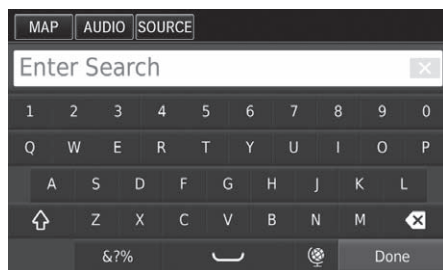 MAP AUDIO SOURCE
Enter Search
1 2 3 4 5 6 7 8 9 0
Q W E R T Y U I O P
A S D F G H J K L
Z X C V B N M
&?% Done